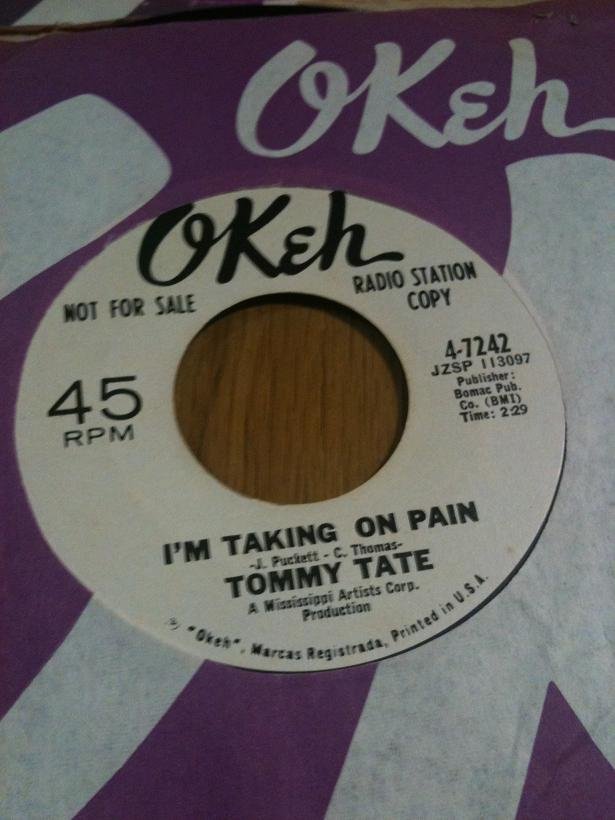 OKeh
OKeh
NOT FOR SALE
RADIO STATION
COPY
45
RPM
4-7242
JZSP 113097
Publisher:
Bomac Pub.
Co. (BMI)
Time: 2:29
I'M TAKING ON PAIN
-J. Puckett - C. Thomas-
TOMMY TATE
A Mississippi Artists Corp.
Production
® "Okeh", Marcas Registrada, Printed in U.S.A.